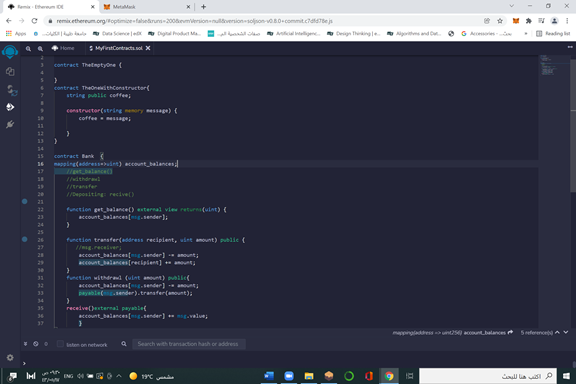 Remix - Ethereum IDE
MetaMask
remix.ethereum.org/#optimize=false&runs=200&evmVersion=null&version=soljson-v0.8.0+commit.c7dfd78e.js
Apps
Data Science | edX
Digital Product Ma...
Artificial Intelligenc...
Design Thinking | e...
Algorithms and Dat...
Google
Accessories
بحث...
Reading list
Home
$ MyFirstContracts.sol
3 contract TheEmptyOne {
4
5 }
6 contract TheOneWithConstructor{
7 string public coffee;
8
9 constructor(string memory message) {
10 coffee = message;
11
12 }
13 }
14
15 contract Bank {
16 mapping(address=>uint) account_balances;
17 //get_balance()
18 //withdrawl
19 //transfer
20 //Depositing: recive()
21
22 function get_balance() external view returns(uint) {
23 account_balances[msg.sender];
24 }
25
26 function transfer(address recipient, uint amount) public {
27 //msg.receiver;
28 account_balances[msg.sender] -= amount;
29 account_balances[recipient] += amount;
30 }
31 function withdrawl (uint amount) public{
32 account_balances[msg.sender] -= amount;
33 payable(msg.sender).transfer(amount);
34 }
35 receive()external payable{
36 account_balances[msg.sender] += msg.value;
37 }
mapping(address => uint256) account_balances
5 reference(s)
0
listen on network
Search with transaction hash or address
>
ENG
19°C مشمس
اكتب هنا للبحث